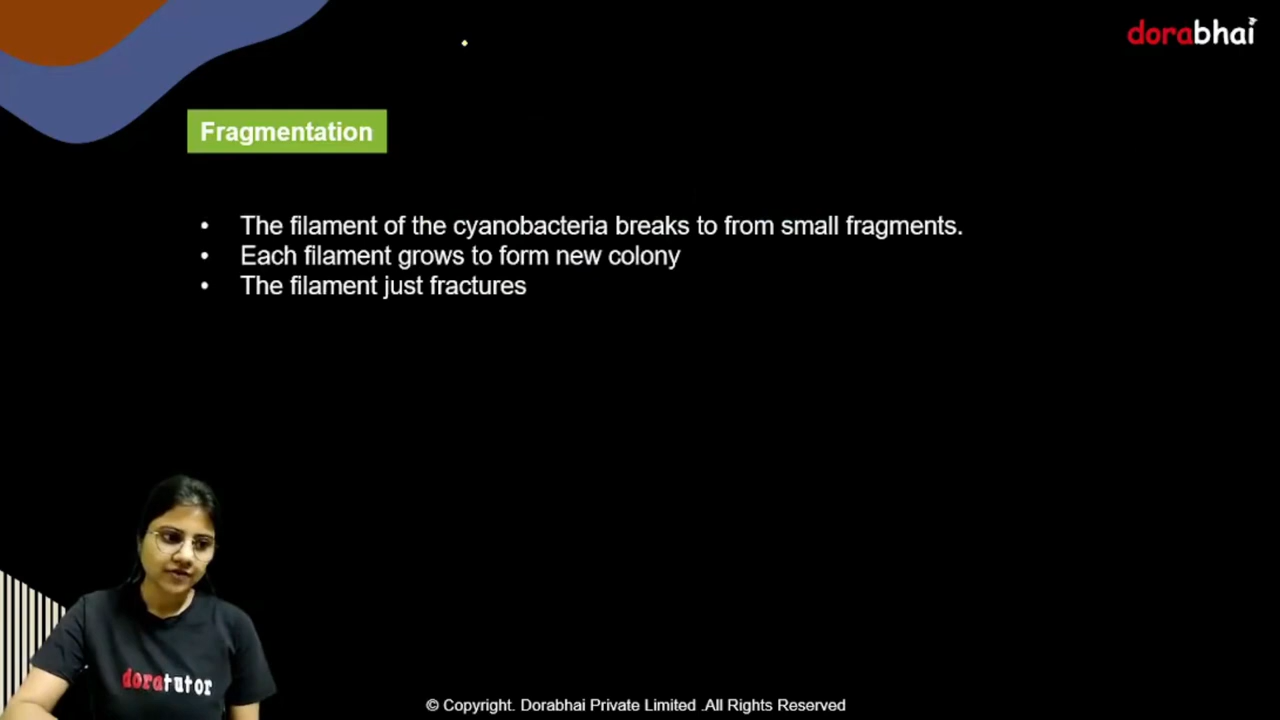 dorabhai
Fragmentation
• The filament of the cyanobacteria breaks to from small fragments.
• Each filament grows to form new colony
• The filament just fractures
doratutor
© Copyright. Dorabhai Private Limited .All Rights Reserved